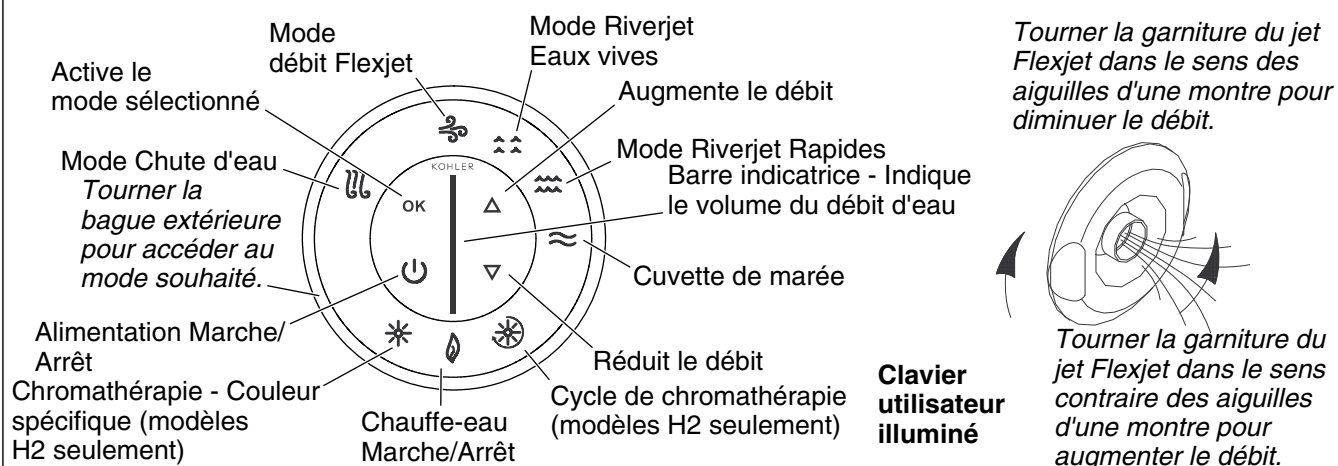 Mode
débit Flexjet
Mode Riverjet
Eaux vives
Active le
mode sélectionné
Augmente le débit
Mode Chute d'eau
Tourner la
bague extérieure
pour accéder au
mode souhaité.
Mode Riverjet Rapides
Barre indicatrice - Indique
le volume du débit d'eau
KOHLER
OK
Cuvette de marée
Alimentation Marche/
Arrêt
Réduit le débit
Chromathérapie - Couleur
spécifique (modèles
H2 seulement)
Chauffe-eau
Marche/Arrêt
Cycle de chromathérapie
(modèles H2 seulement)
Clavier
utilisateur
illuminé
Tourner la garniture du jet
Flexjet dans le sens des
aiguilles d'une montre pour
diminuer le débit.
Tourner la garniture du
jet Flexjet dans le sens
contraire des aiguilles
d'une montre pour
augmenter le débit.